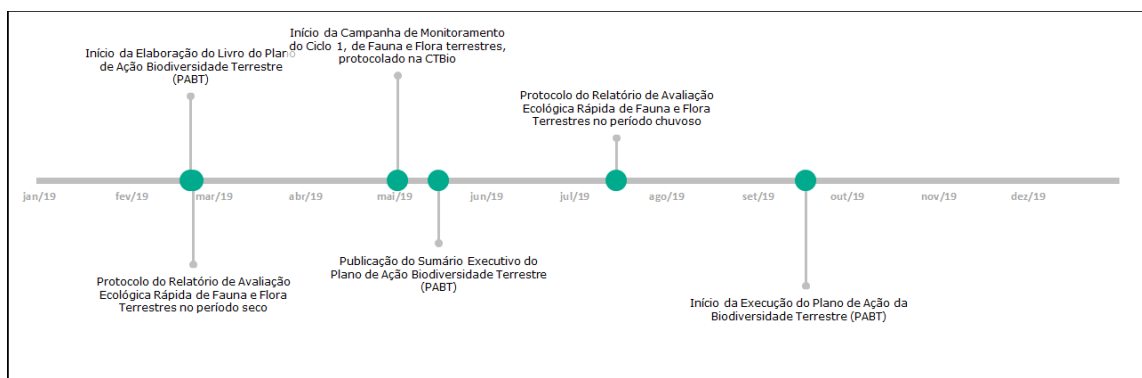 Início da Elaboração do Livro do Plano
de Ação Biodiversidade Terrestre
(PABT)
Início da Campanha de Monitoramento
do Ciclo 1, de Fauna e Flora terrestres,
protocolado na CTBio
Protocolo do Relatório de Avaliação
Ecológica Rápida de Fauna e Flora
Terrestres no período chuvoso
jan/19 fev/19 mar/19 abr/19 mai/19 jun/19 jul/19 ago/19 set/19 out/19 nov/19 dez/19
Protocolo do Relatório de Avaliação
Ecológica Rápida de Fauna e Flora
Terrestres no período seco
Publicação do Sumário Executivo do
Plano de Ação Biodiversidade Terrestre
(PABT)
Início da Execução do Plano de Ação da
Biodiversidade Terrestre (PABT)